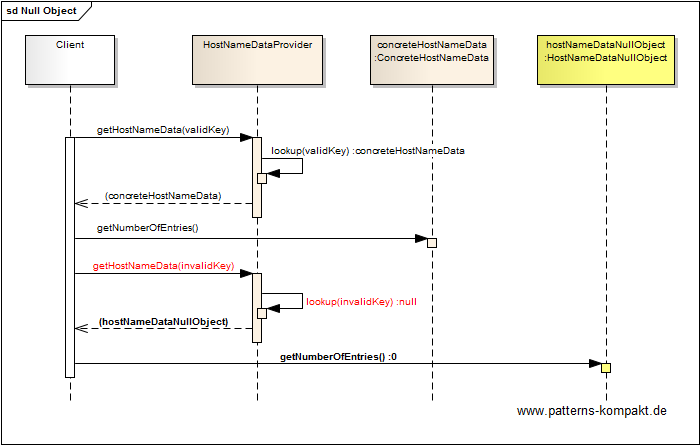 sd Null Object
Client
HostNameDataProvider
concreteHostNameData
:ConcreteHostNameData
hostNameDataNullObject
:HostNameDataNullObject
getHostNameData(validKey)
lookup(validKey) :concreteHostNameData
(concreteHostNameData)
getNumberOfEntries()
getHostNameData(invalidKey)
lookup(invalidKey) :null
(hostNameDataNullObject)
getNumberOfEntries() :0
www.patterns-kompakt.de